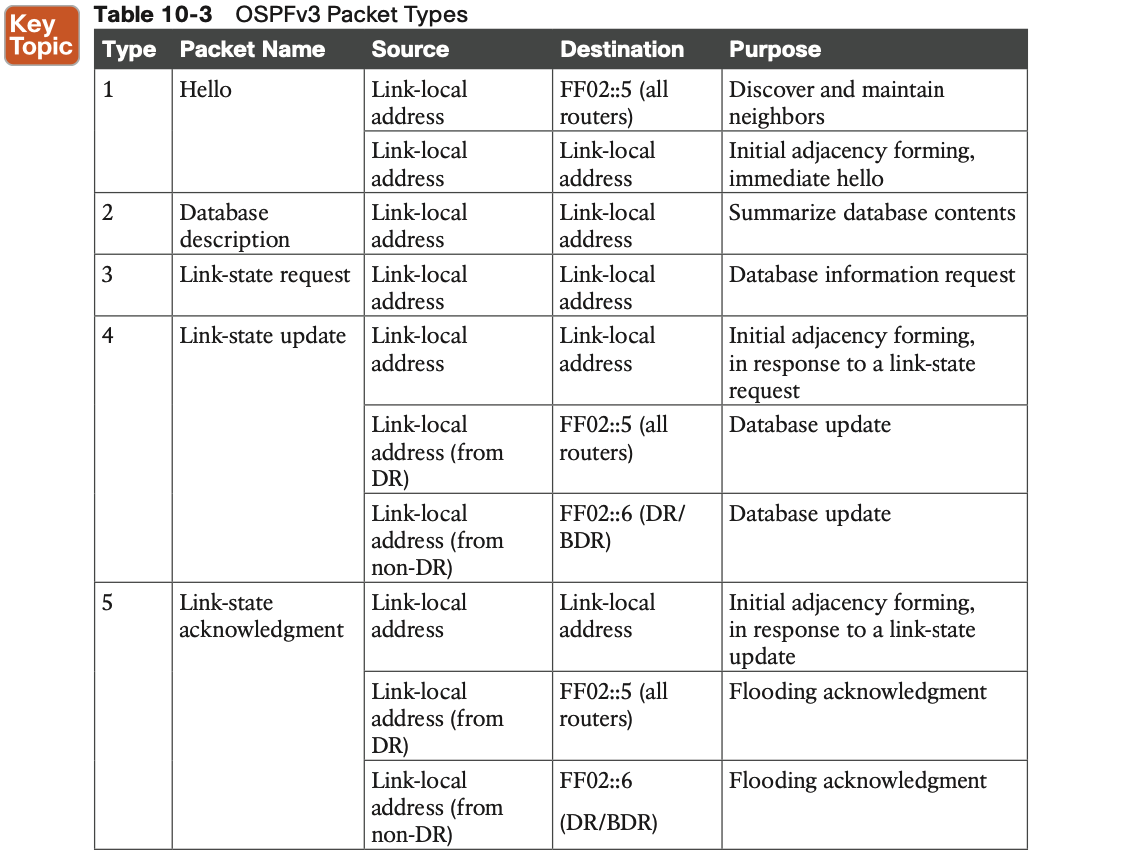 Key
Topic
Table 10-3 OSPFv3 Packet Types
Type Packet Name Source Destination Purpose
1 Hello Link-local FF02::5 (all Discover and maintain
address routers) neighbors
Link-local Link-local Initial adjacency forming,
address address immediate hello
2 Database Link-local Link-local Summarize database contents
description address address
3 Link-state request Link-local Link-local Database information request
address address
4 Link-state update Link-local Link-local Initial adjacency forming,
address address in response to a link-state
request
Link-local FF02::5 (all Database update
address (from routers)
DR)
Link-local FF02::6 (DR/ Database update
address (from BDR)
non-DR)
5 Link-state Link-local Link-local Initial adjacency forming,
acknowledgment address address in response to a link-state
update
Link-local FF02::5 (all Flooding acknowledgment
address (from routers)
DR)
Link-local FF02::6 Flooding acknowledgment
address (from (DR/BDR)
non-DR)